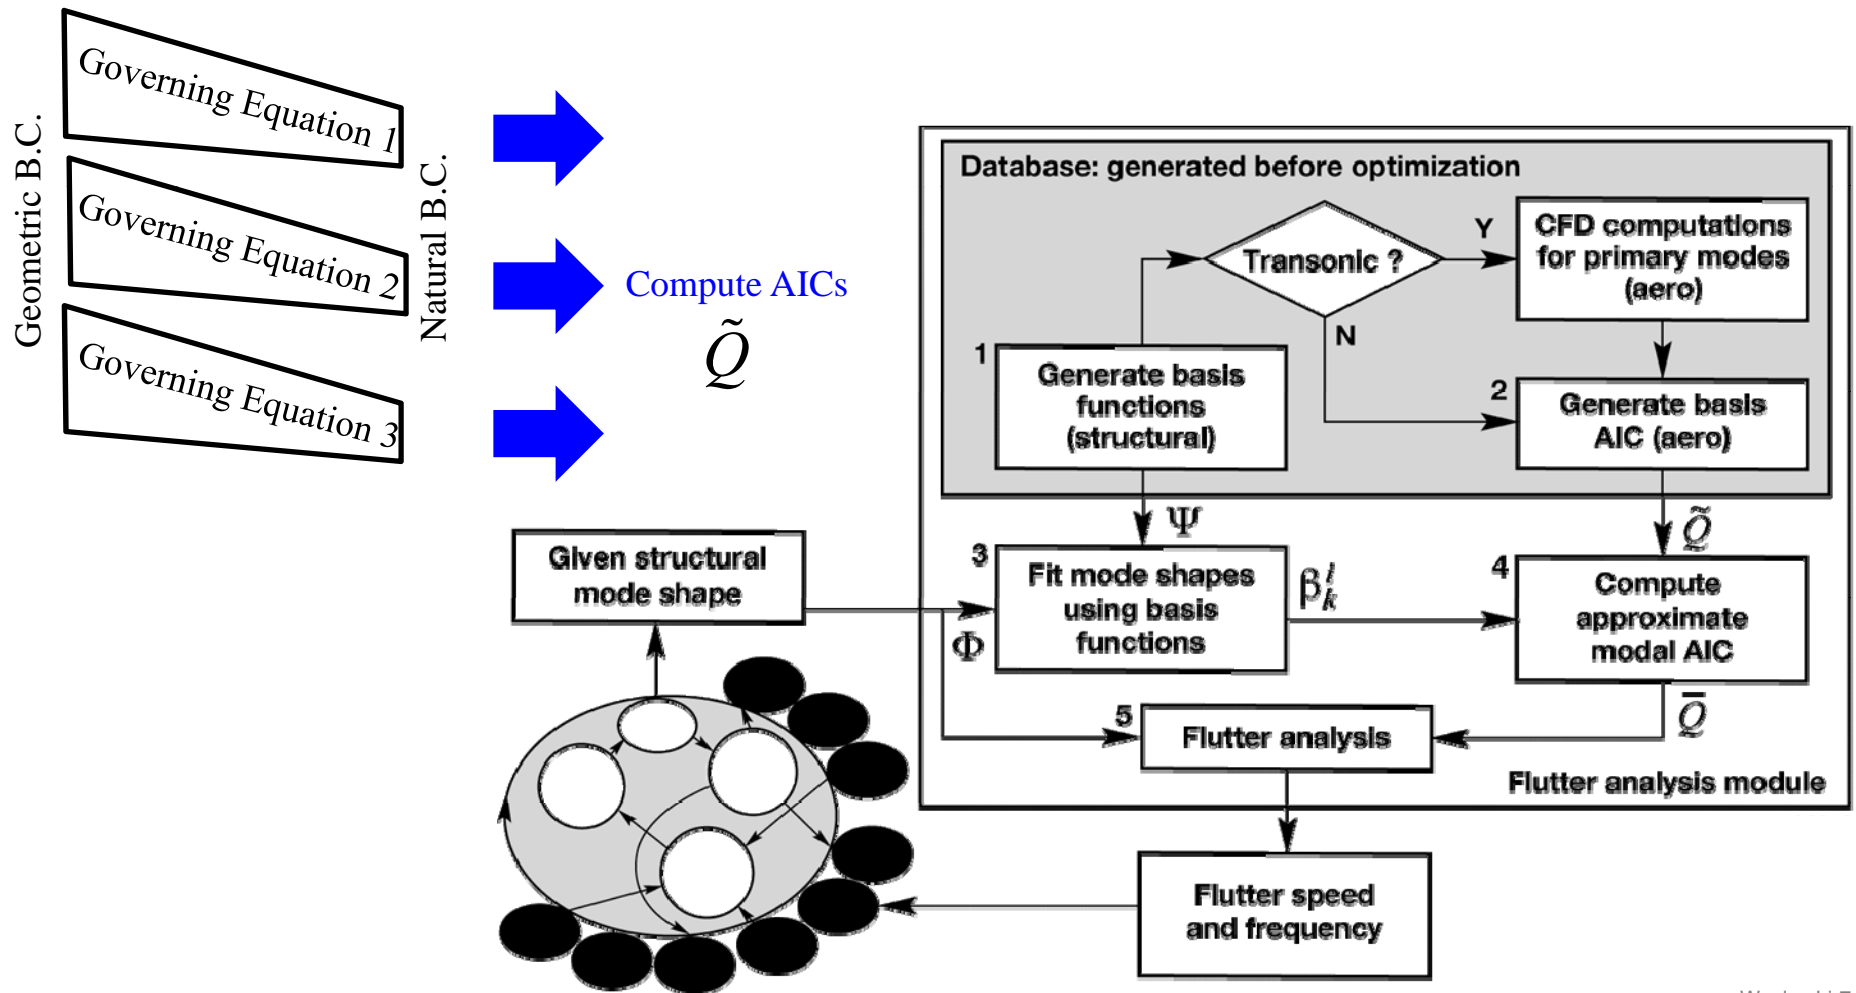 Geometric B.C.
Governing Equation 1
Governing Equation 2
Governing Equation 3
Natural B.C.
Compute AICs
Q̃
Database: generated before optimization
Transonic ?
Y
N
CFD computations
for primary modes
(aero)
1
Generate basis
functions
(structural)
2
Generate basis
AIC (aero)
Ψ
Q̃
Given structural
mode shape
Φ
3
Fit mode shapes
using basis
functions
β
4
Compute
approximate
modal AIC
Q̅
5
Flutter analysis
Flutter analysis module
Flutter speed
and frequency